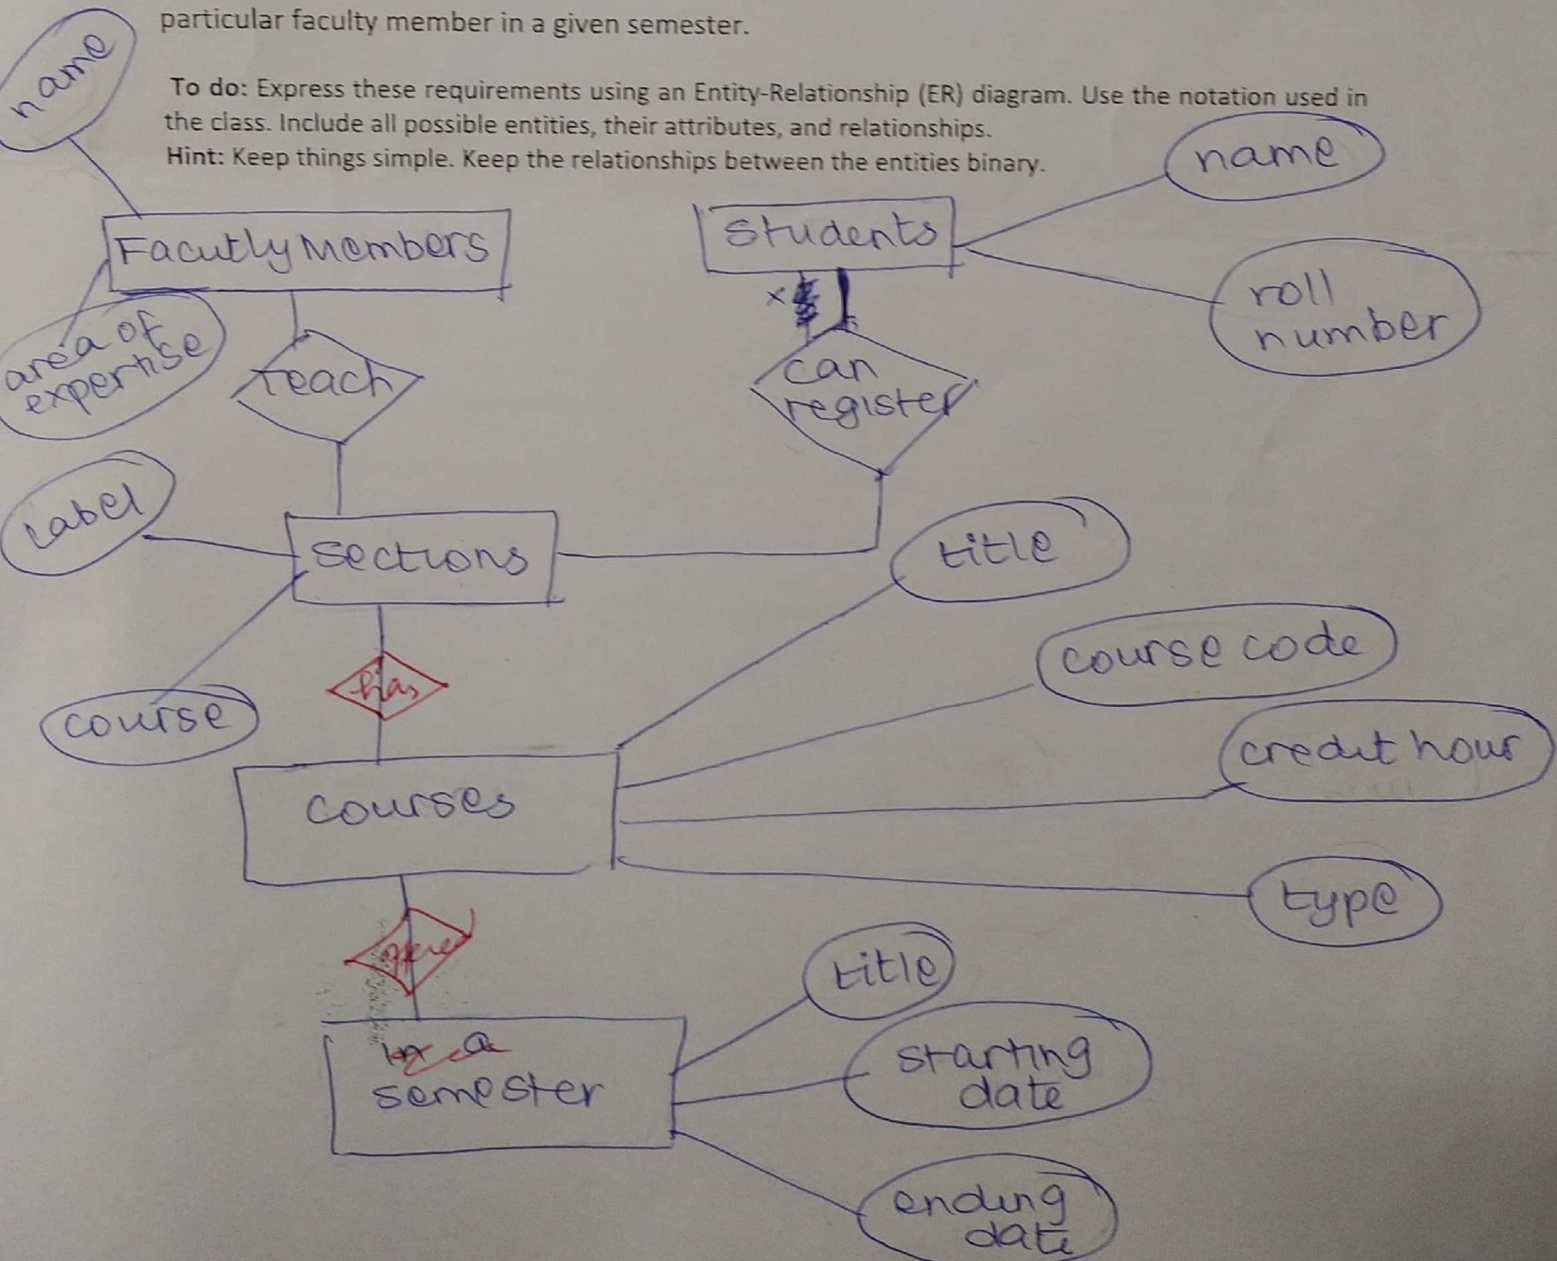 particular faculty member in a given semester.
To do: Express these requirements using an Entity-Relationship (ER) diagram. Use the notation used in
the class. Include all possible entities, their attributes, and relationships.
Hint: Keep things simple. Keep the relationships between the entities binary.
name
name
Facutly Members
Students
roll
number
area of
expertise
teach
x
can
register
Label
sections
title
course code
has
course
credit hour
courses
type
title
a
semester
starting
date
ending
date